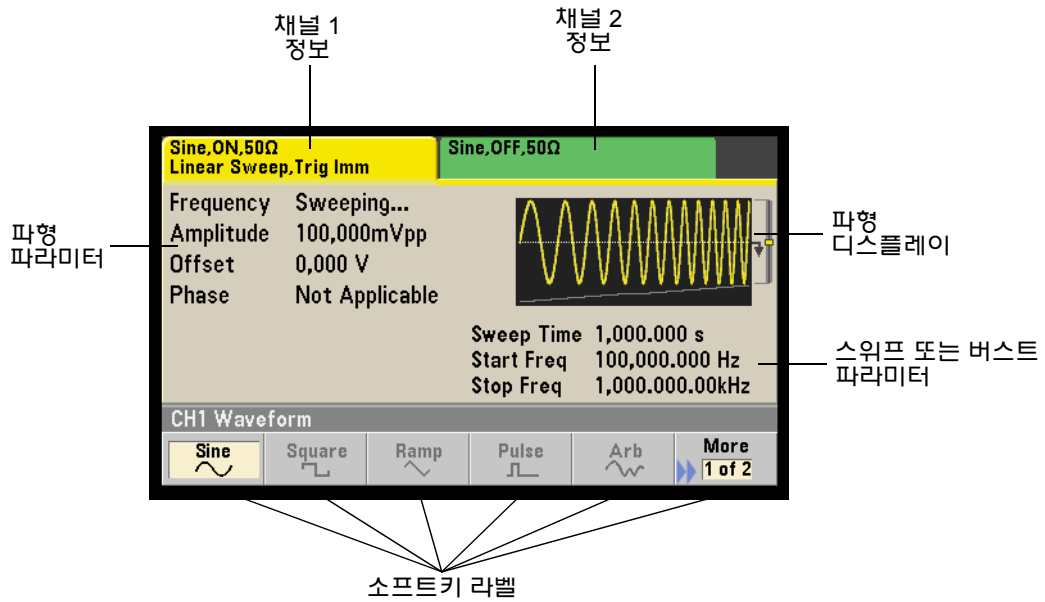 채널 1
정보
채널 2
정보
Sine,ON,50Ω
Linear Sweep,Trig Imm
Sine,OFF,50Ω
Frequency Sweeping...
Amplitude 100,000mVpp
Offset 0,000 V
Phase Not Applicable
파형
파라미터
파형
디스플레이
Sweep Time 1,000.000 s
Start Freq 100,000.000 Hz
Stop Freq 1,000.000.00kHz
스위프 또는 버스트
파라미터
CH1 Waveform
Sine
Square
Ramp
Pulse
Arb
More
1 of 2
소프트키 라벨